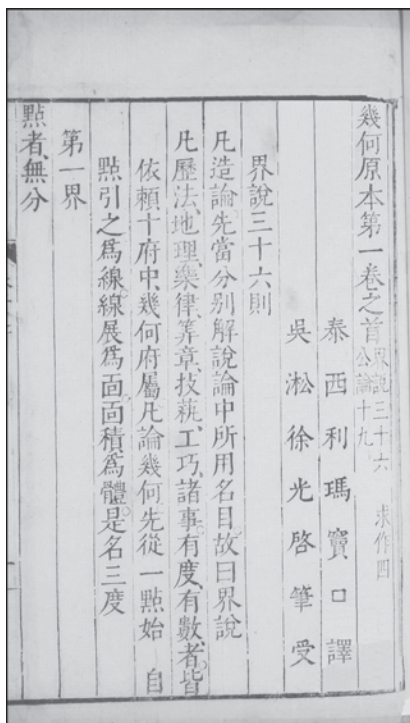 幾何原本第一卷之首 界說三十六 公論十九 求作四
泰西利瑪竇口譯
吳淞徐光啓筆受
界說三十六則
凡造論先當分別解說論中所用名目故曰界說
凡歷法、地理、樂律、筭章、技藝、工巧、諸事、有度、有數者、皆
依頼十府中、幾何府屬凡論幾何、先從一點始 自
點引之爲線線展爲面面積爲體是名三度
第一界
點者、無分